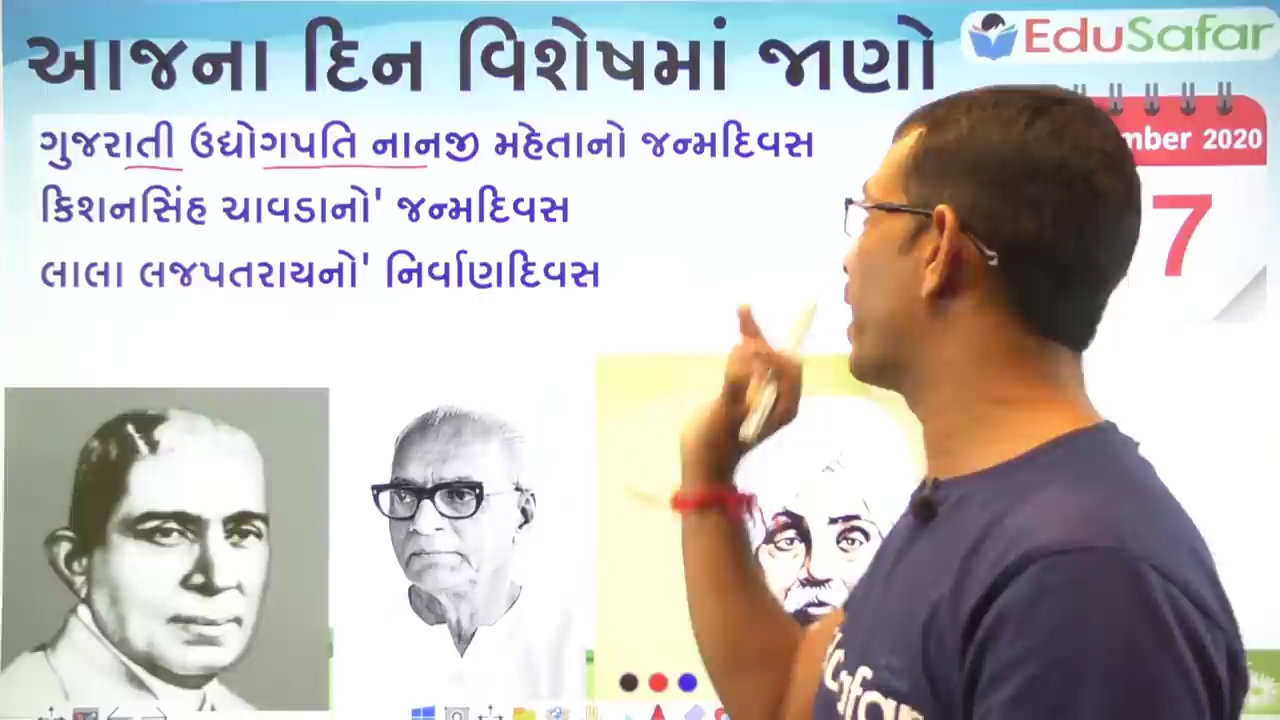 આજના દિન વિશેષમાં જાણો
EduSafar
ગુજરાતી ઉદ્યોગપતિ નાનજી મહેતાનો જન્મદિવસ
કિશનસિંહ ચાવડાનો' જન્મદિવસ
લાલા લજપતરાયનો' નિર્વાણદિવસ
mber 2020
7